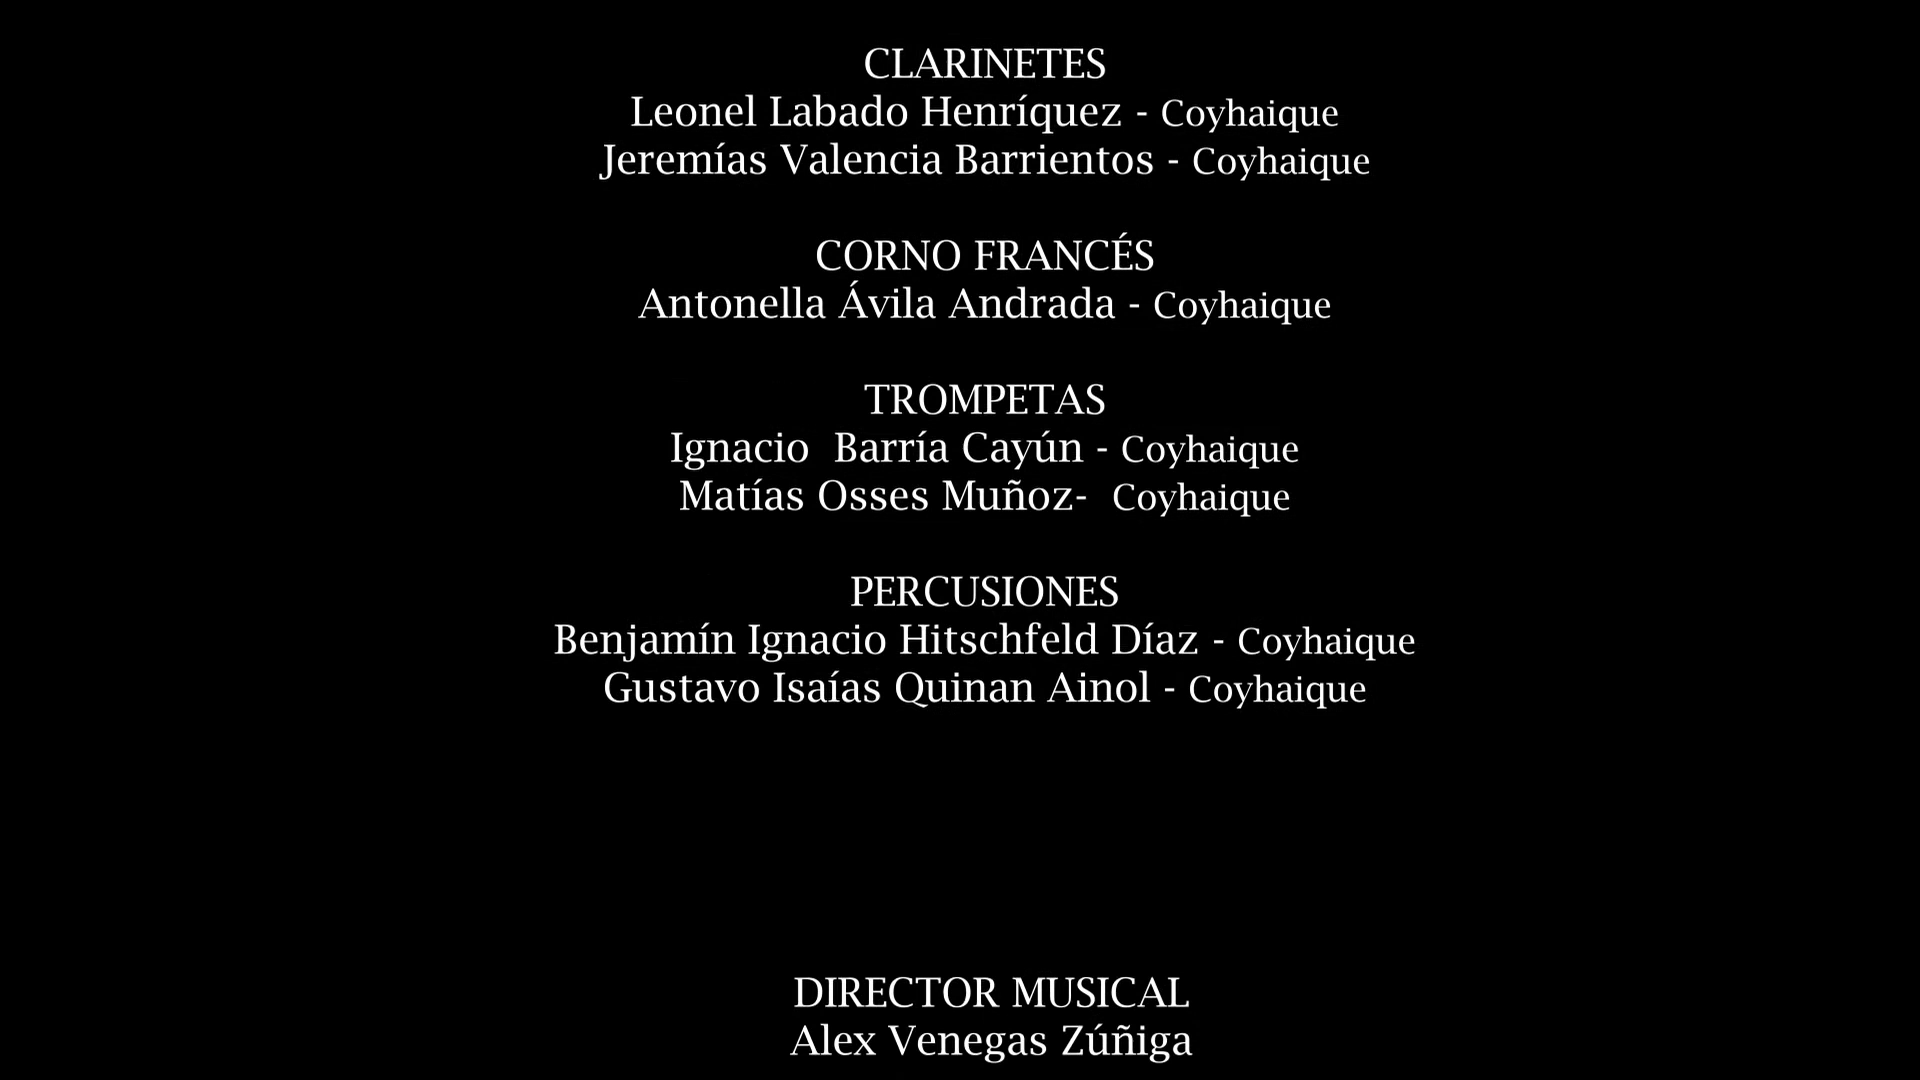 CLARINETES
Leonel Labado Henríquez - Coyhaique
Jeremías Valencia Barrientos - Coyhaique
CORNO FRANCÉS
Antonella Ávila Andrada - Coyhaique
TROMPETAS
Ignacio  Barría Cayún - Coyhaique
Matías Osses Muñoz-  Coyhaique
PERCUSIONES
Benjamín Ignacio Hitschfeld Díaz - Coyhaique
Gustavo Isaías Quinan Ainol - Coyhaique
DIRECTOR MUSICAL
Alex Venegas Zúñiga